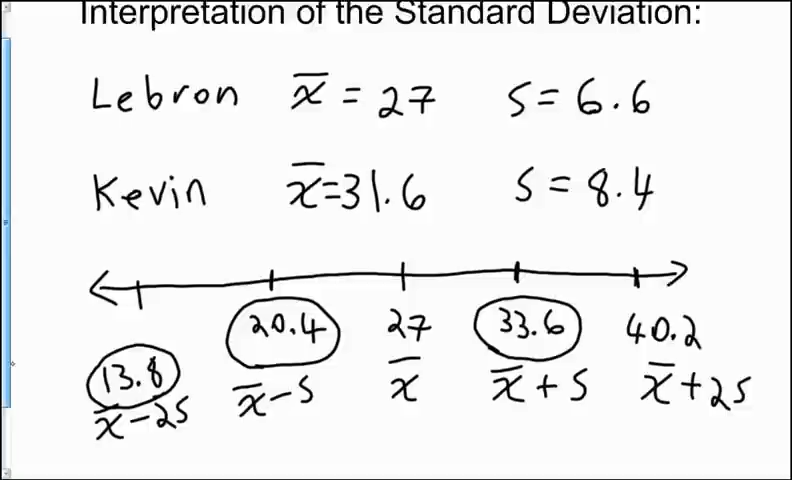 Interpretation of the Standard Deviation:
Lebron x̄ = 27 s = 6.6
Kevin x̄=31.6 s = 8.4
13.8 20.4 27 33.6 40.2
x̄-2s x̄-s x̄ x̄+s x̄+2s